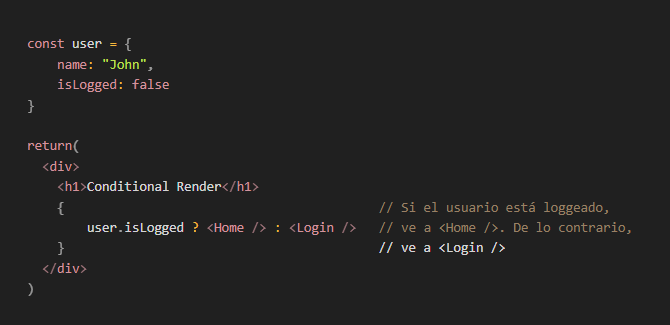 const user = {
    name: "John",
    isLogged: false
}

return(
  <div>
    <h1>Conditional Render</h1>
    {                                          // Si el usuario está loggeado,
        user.isLogged ? <Home /> : <Login />   // ve a <Home />. De lo contrario,
    }                                          // ve a <Login />
  </div>
)